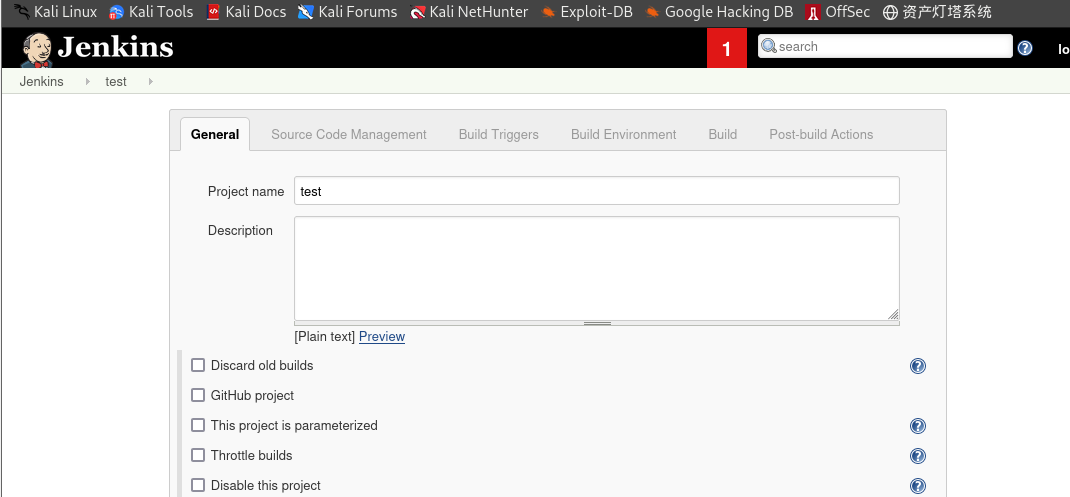 Kali Linux Kali Tools Kali Docs Kali Forums Kali NetHunter Exploit-DB Google Hacking DB OffSec 资产灯塔系统
Jenkins 1 search ? lo
Jenkins test
General Source Code Management Build Triggers Build Environment Build Post-build Actions
Project name test
Description
[Plain text] Preview
Discard old builds ?
GitHub project
This project is parameterized ?
Throttle builds ?
Disable this project ?